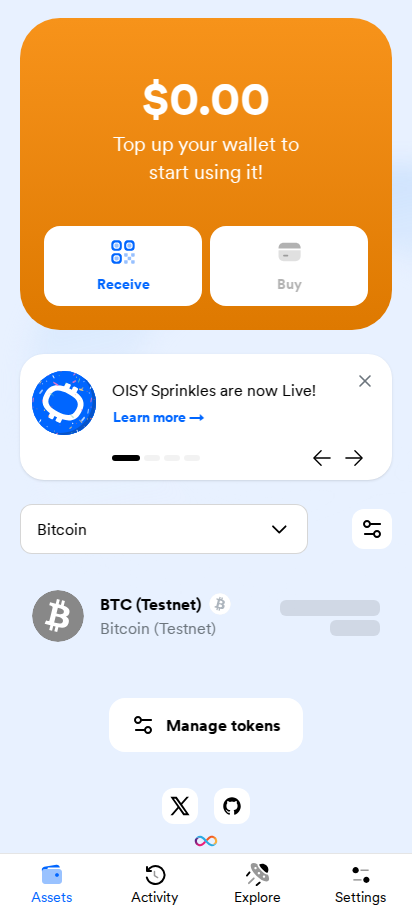 $0.00
Top up your wallet to
start using it!
Receive
Buy
OISY Sprinkles are now Live!
Learn more →
Bitcoin
BTC (Testnet)
Bitcoin (Testnet)
Manage tokens
Assets
Activity
Explore
Settings